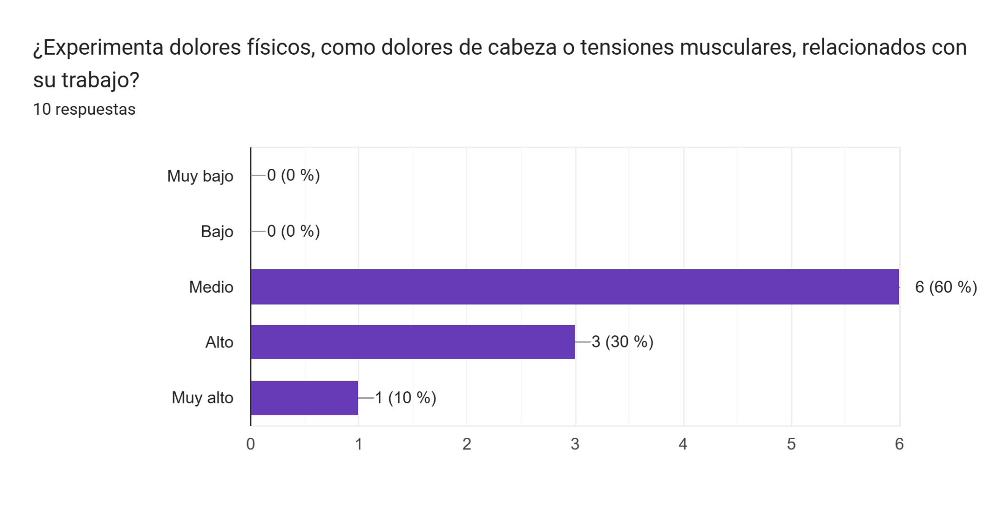 ¿Experimenta dolores físicos, como dolores de cabeza o tensiones musculares, relacionados con
su trabajo?
10 respuestas
Muy bajo
0 (0 %)
Bajo
0 (0 %)
Medio
6 (60 %)
Alto
3 (30 %)
Muy alto
1 (10 %)
0 1 2 3 4 5 6